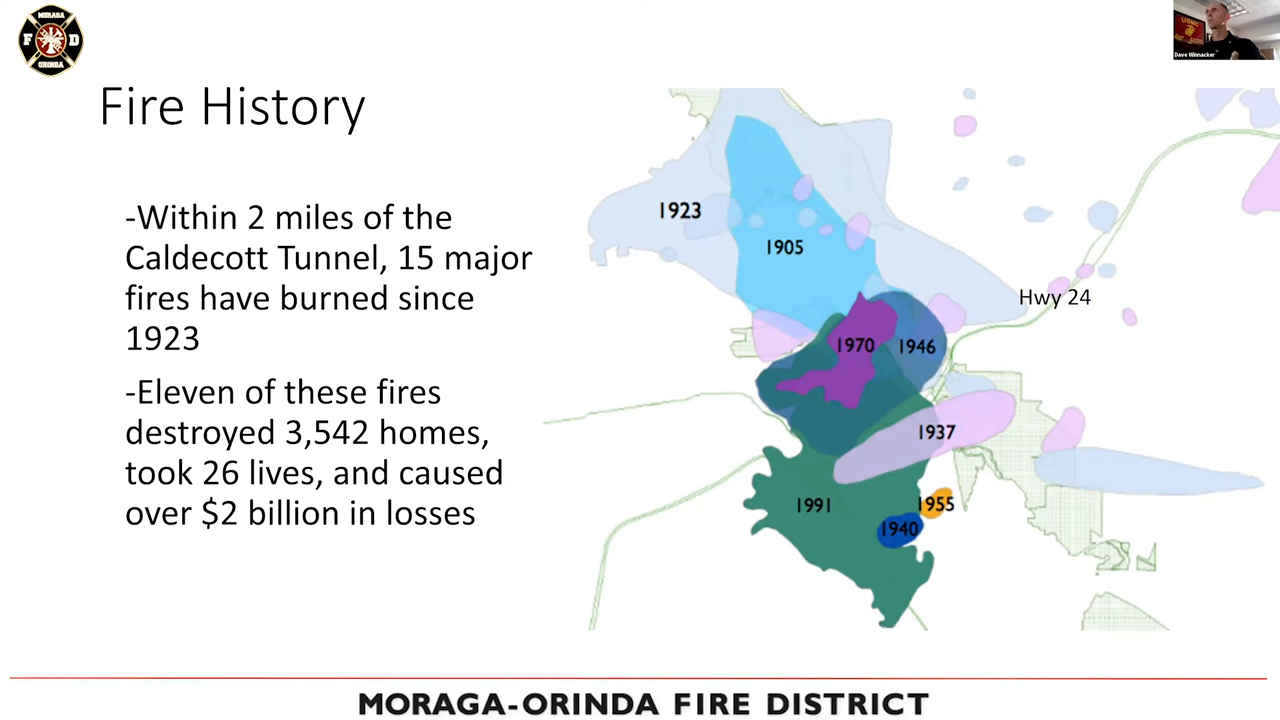 MORAGA
F D
ORINDA
USMC
Dave Winnacker
Fire History
-Within 2 miles of the
Caldecott Tunnel, 15 major
fires have burned since
1923
-Eleven of these fires
destroyed 3,542 homes,
took 26 lives, and caused
over $2 billion in losses
1923
1905
Hwy 24
1970
1946
1937
1991
1955
1940
MORAGA-ORINDA FIRE DISTRICT